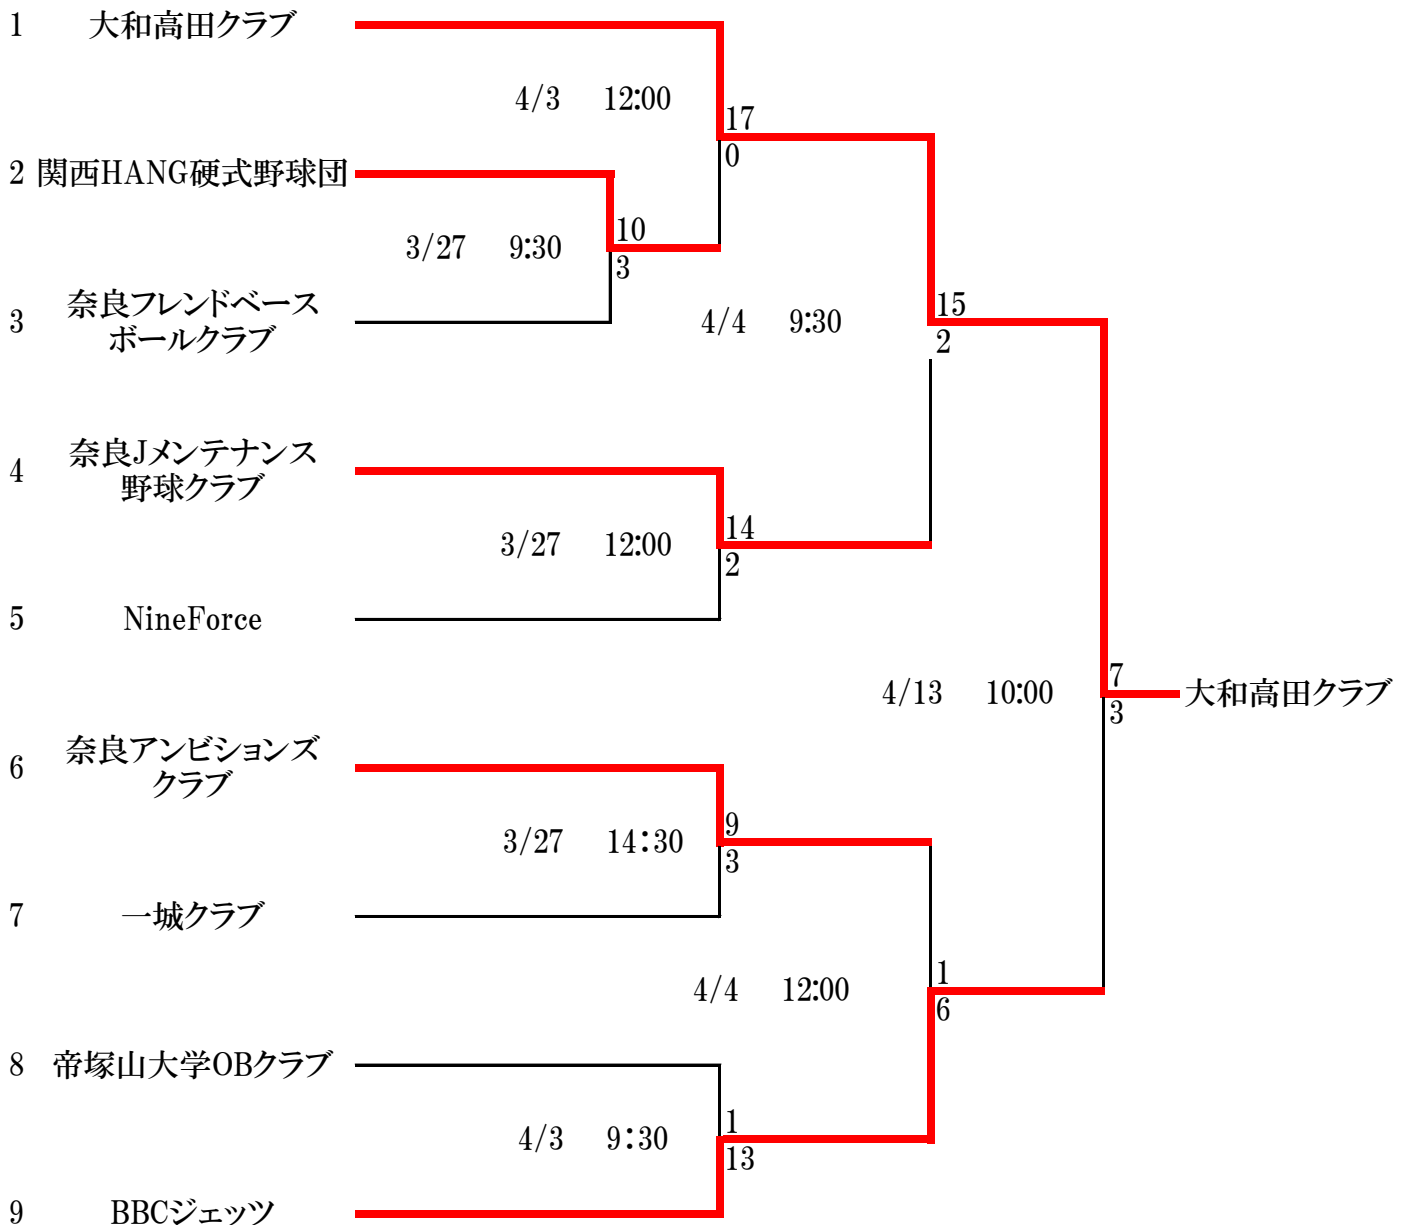 1 大和高田クラブ
4/3 12:00
17
0
2 関西HANG硬式野球団
3/27 9:30
10
3
3 奈良フレンドベース
ボールクラブ
4/4 9:30
15
2
4 奈良Jメンテナンス
野球クラブ
3/27 12:00
14
2
5 NineForce
4/13 10:00
7
3
大和高田クラブ
6 奈良アンビションズ
クラブ
3/27 14:30
9
3
7 一城クラブ
4/4 12:00
1
6
8 帝塚山大学OBクラブ
4/3 9:30
1
13
9 BBCジェッツ